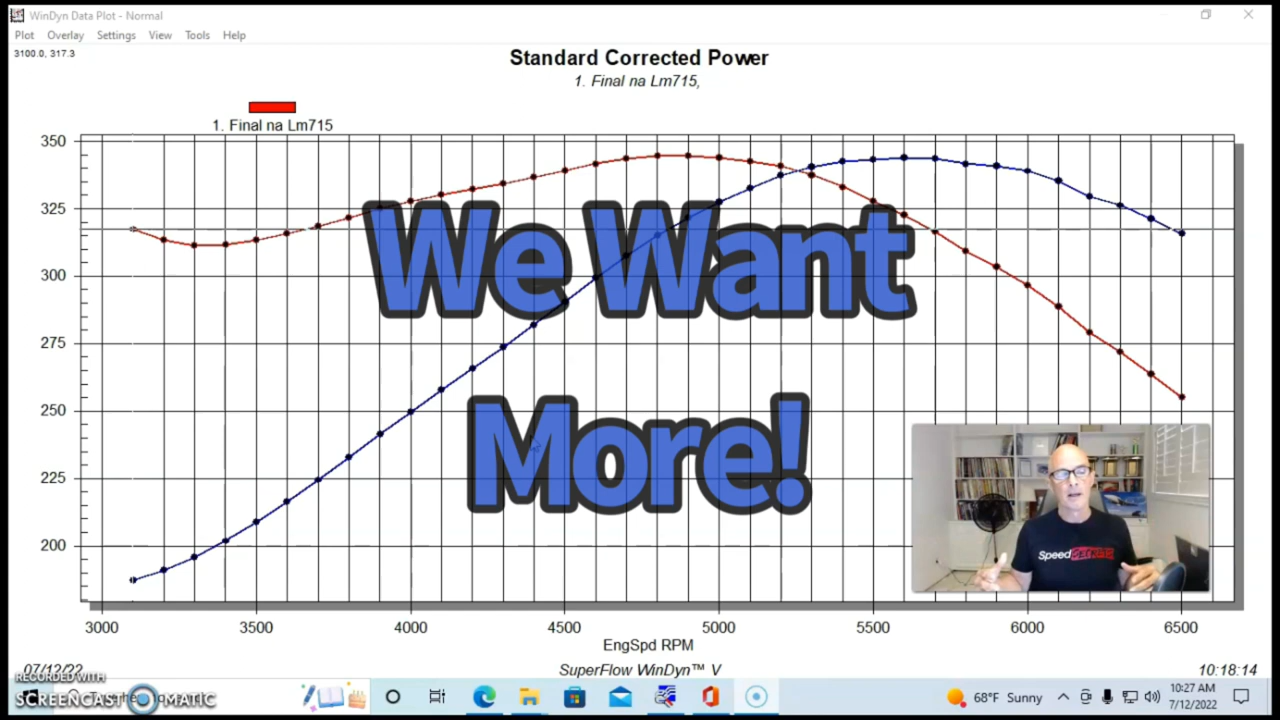 WinDyn Data Plot - Normal
Plot Overlay Settings View Tools Help
3100.0, 317.3
Standard Corrected Power
1. Final na Lm715,
1. Final na Lm715
350
325
300
275
250
225
200
We Want
More!
Speed
3000 3500 4000 4500 5000 5500 6000 6500
EngSpd RPM
07/12/22 SuperFlow WinDyn™ V 10:18:14
RECORDED WITH
SCREENCAST MATIC
68°F Sunny
10:27 AM
7/12/2022